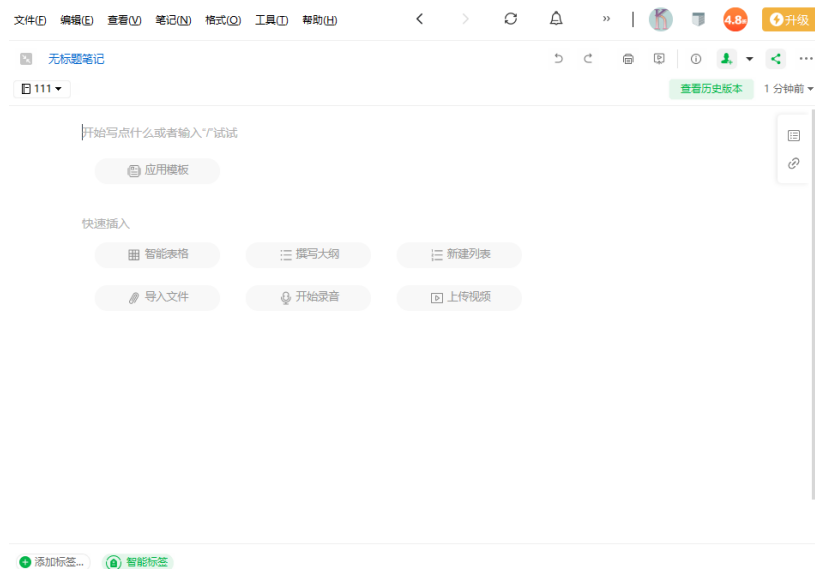 文件(F) 编辑(E) 查看(V) 笔记(N) 格式(O) 工具(T) 帮助(H) 4.8 升级
无标题笔记
111 查看历史版本 1 分钟前
开始写点什么或者输入“/”试试
应用模板
快速插入
智能表格 撰写大纲 新建列表
导入文件 开始录音 上传视频
添加标签... 智能标签